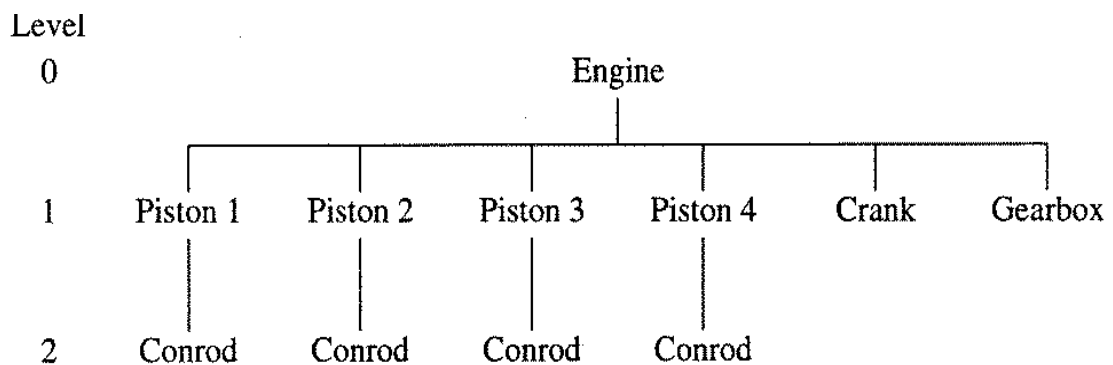 Level
0 Engine
1 Piston 1 Piston 2 Piston 3 Piston 4 Crank Gearbox
2 Conrod Conrod Conrod Conrod